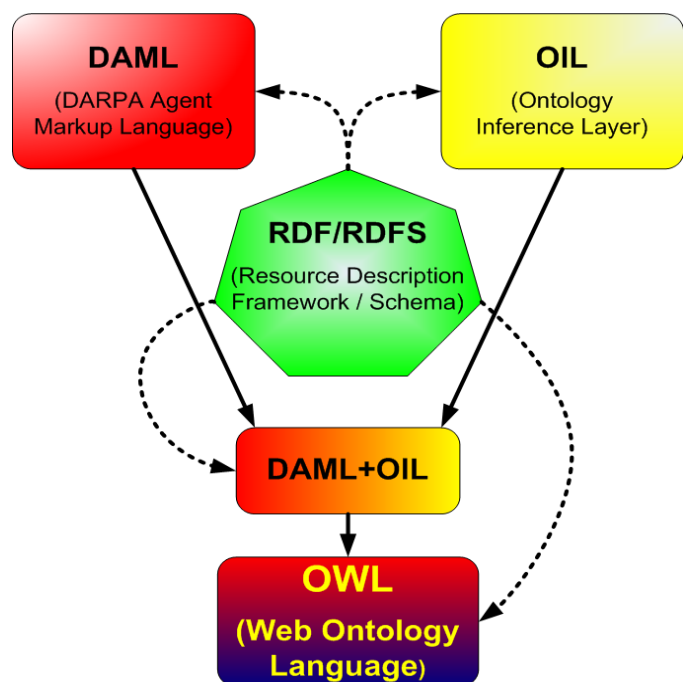 DAML
(DARPA Agent
Markup Language)
OIL
(Ontology
Inference Layer)
RDF/RDFS
(Resource Description
Framework / Schema)
DAML+OIL
OWL
(Web Ontology
Language)